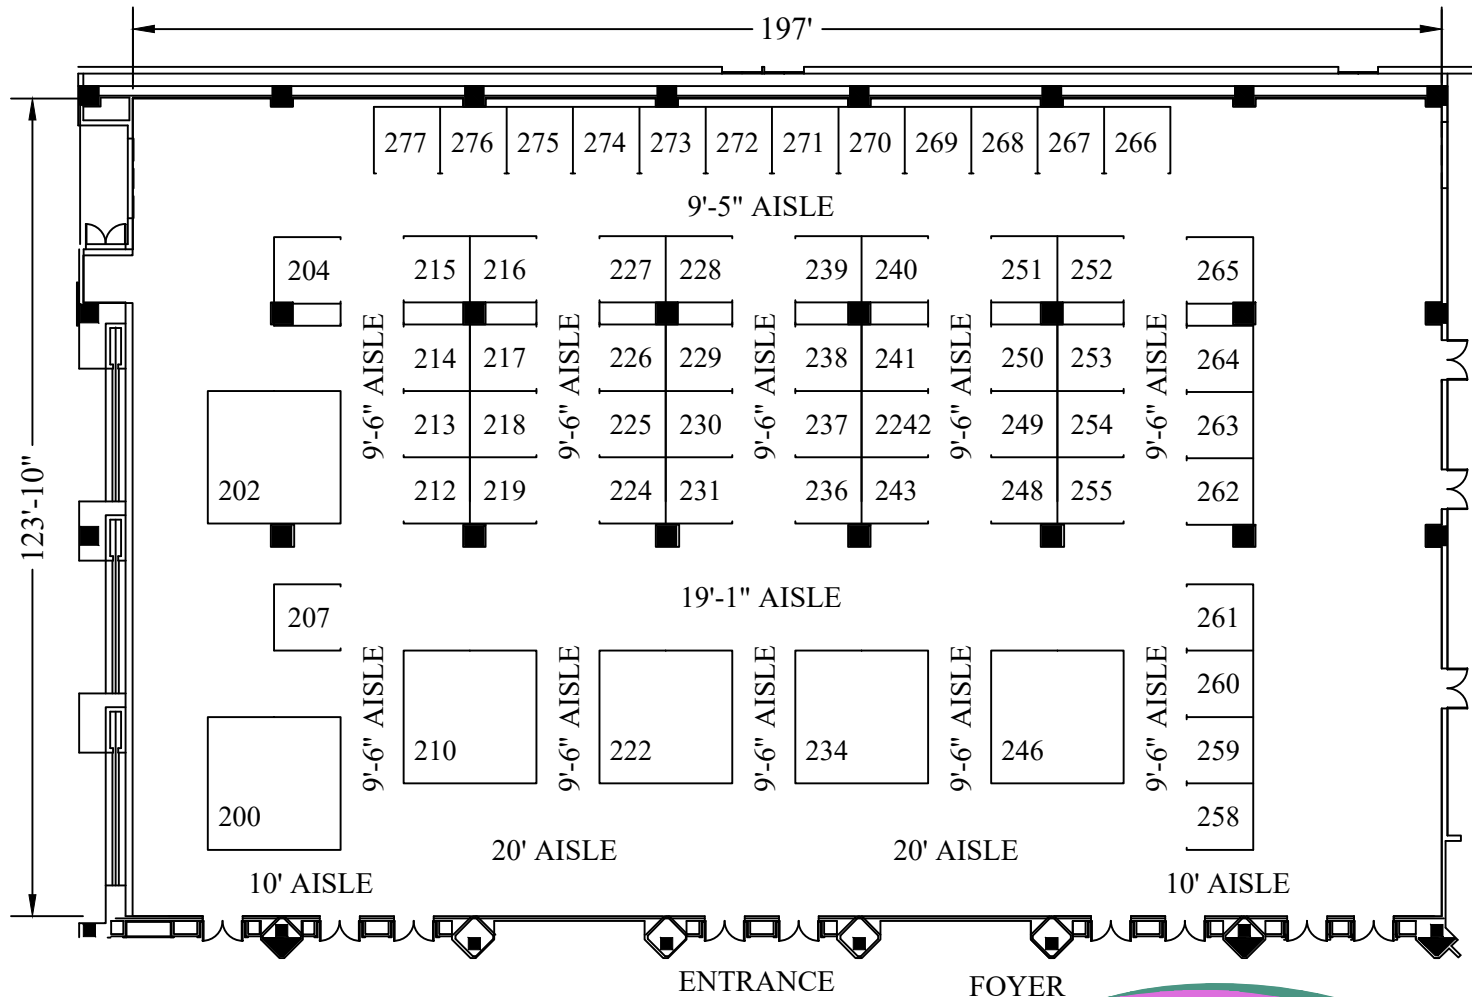 197'
277 276 275 274 273 272 271 270 269 268 267 266
9'-5" AISLE
204 215 216 227 228 239 240 251 252 265
9'-6" AISLE 9'-6" AISLE 9'-6" AISLE 9'-6" AISLE 9'-6" AISLE
214 217 226 229 238 241 250 253 264
213 218 225 230 237 2242 249 254 263
202 212 219 224 231 236 243 248 255 262
123'-10"
19'-1" AISLE
207 261
9'-6" AISLE 9'-6" AISLE 9'-6" AISLE 9'-6" AISLE 9'-6" AISLE
260
210 222 234 246 259
200 258
20' AISLE 20' AISLE
10' AISLE 10' AISLE
ENTRANCE FOYER